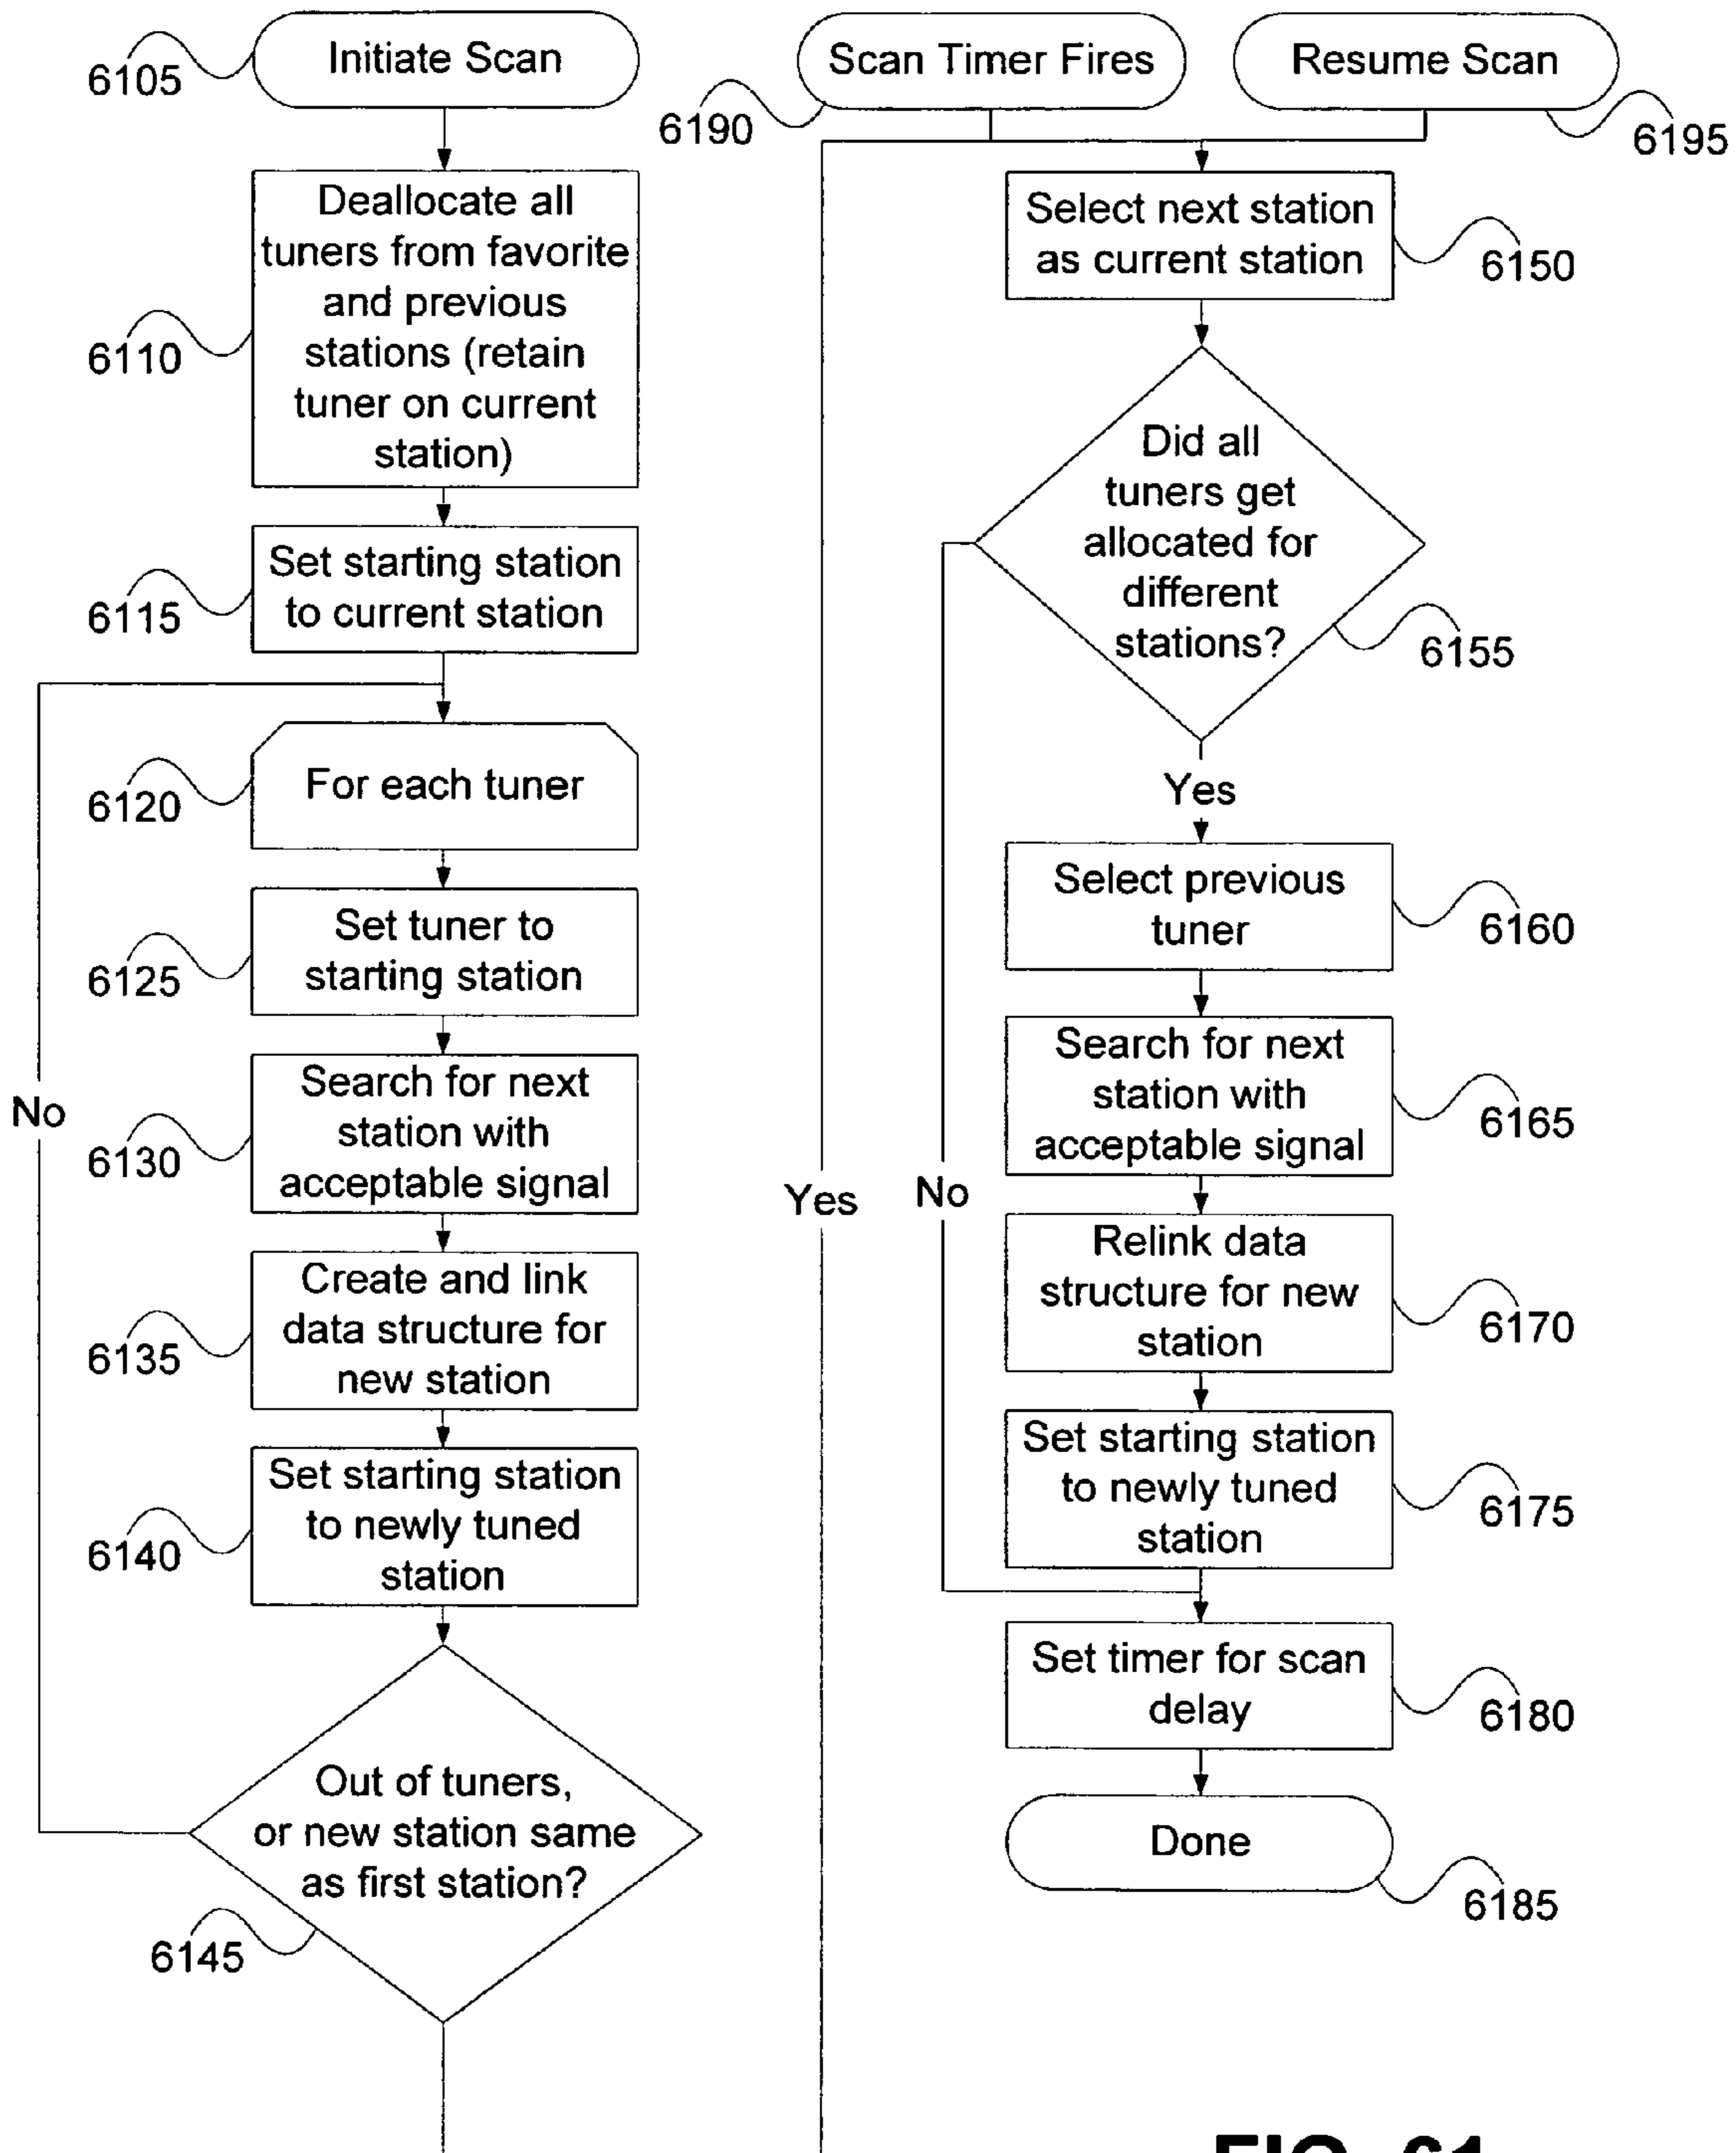 Initiate Scan
6105
Deallocate all
tuners from favorite
and previous
stations (retain
tuner on current
station)
6110
Set starting station
to current station
6115
For each tuner
6120
Set tuner to
starting station
6125
Search for next
station with
acceptable signal
6130
Create and link
data structure for
new station
6135
Set starting station
to newly tuned
station
6140
Out of tuners,
or new station same
as first station?
6145
No
Yes
Scan Timer Fires
6190
Resume Scan
6195
Select next station
as current station
6150
Did all
tuners get
allocated for
different
stations?
6155
Yes
No
Select previous
tuner
6160
Search for next
station with
acceptable signal
6165
Relink data
structure for new
station
6170
Set starting station
to newly tuned
station
6175
Set timer for scan
delay
6180
Done
6185
FIG. 61